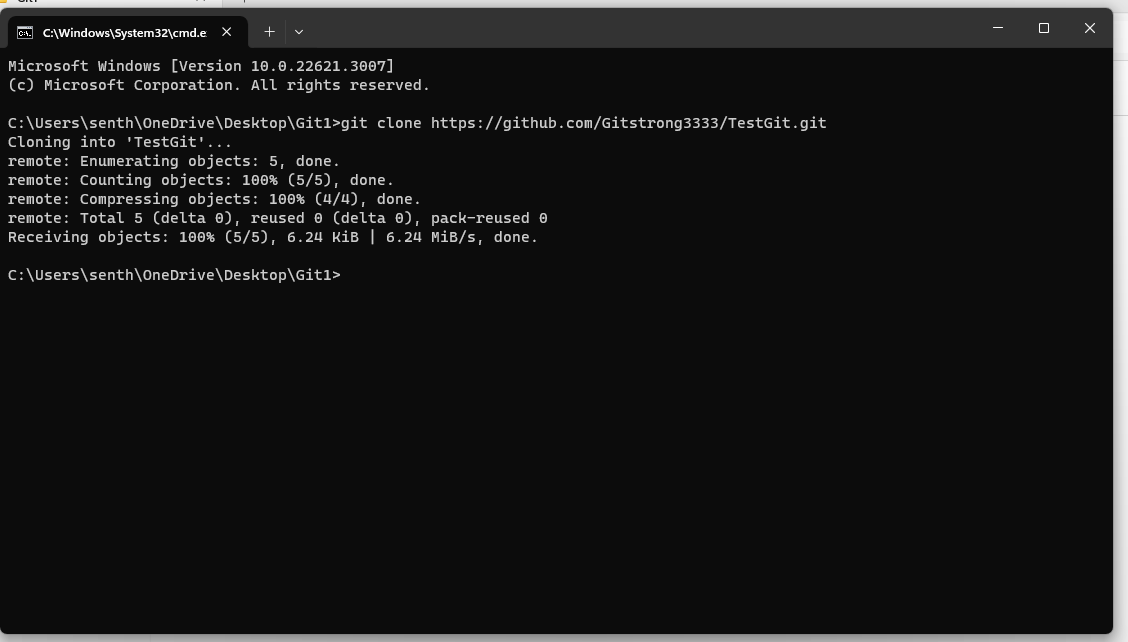 C:\Windows\System32\cmd.e
Microsoft Windows [Version 10.0.22621.3007]
(c) Microsoft Corporation. All rights reserved.
C:\Users\senth\OneDrive\Desktop\Git1>git clone https://github.com/Gitstrong3333/TestGit.git
Cloning into 'TestGit'...
remote: Enumerating objects: 5, done.
remote: Counting objects: 100% (5/5), done.
remote: Compressing objects: 100% (4/4), done.
remote: Total 5 (delta 0), reused 0 (delta 0), pack-reused 0
Receiving objects: 100% (5/5), 6.24 KiB | 6.24 MiB/s, done.
C:\Users\senth\OneDrive\Desktop\Git1>